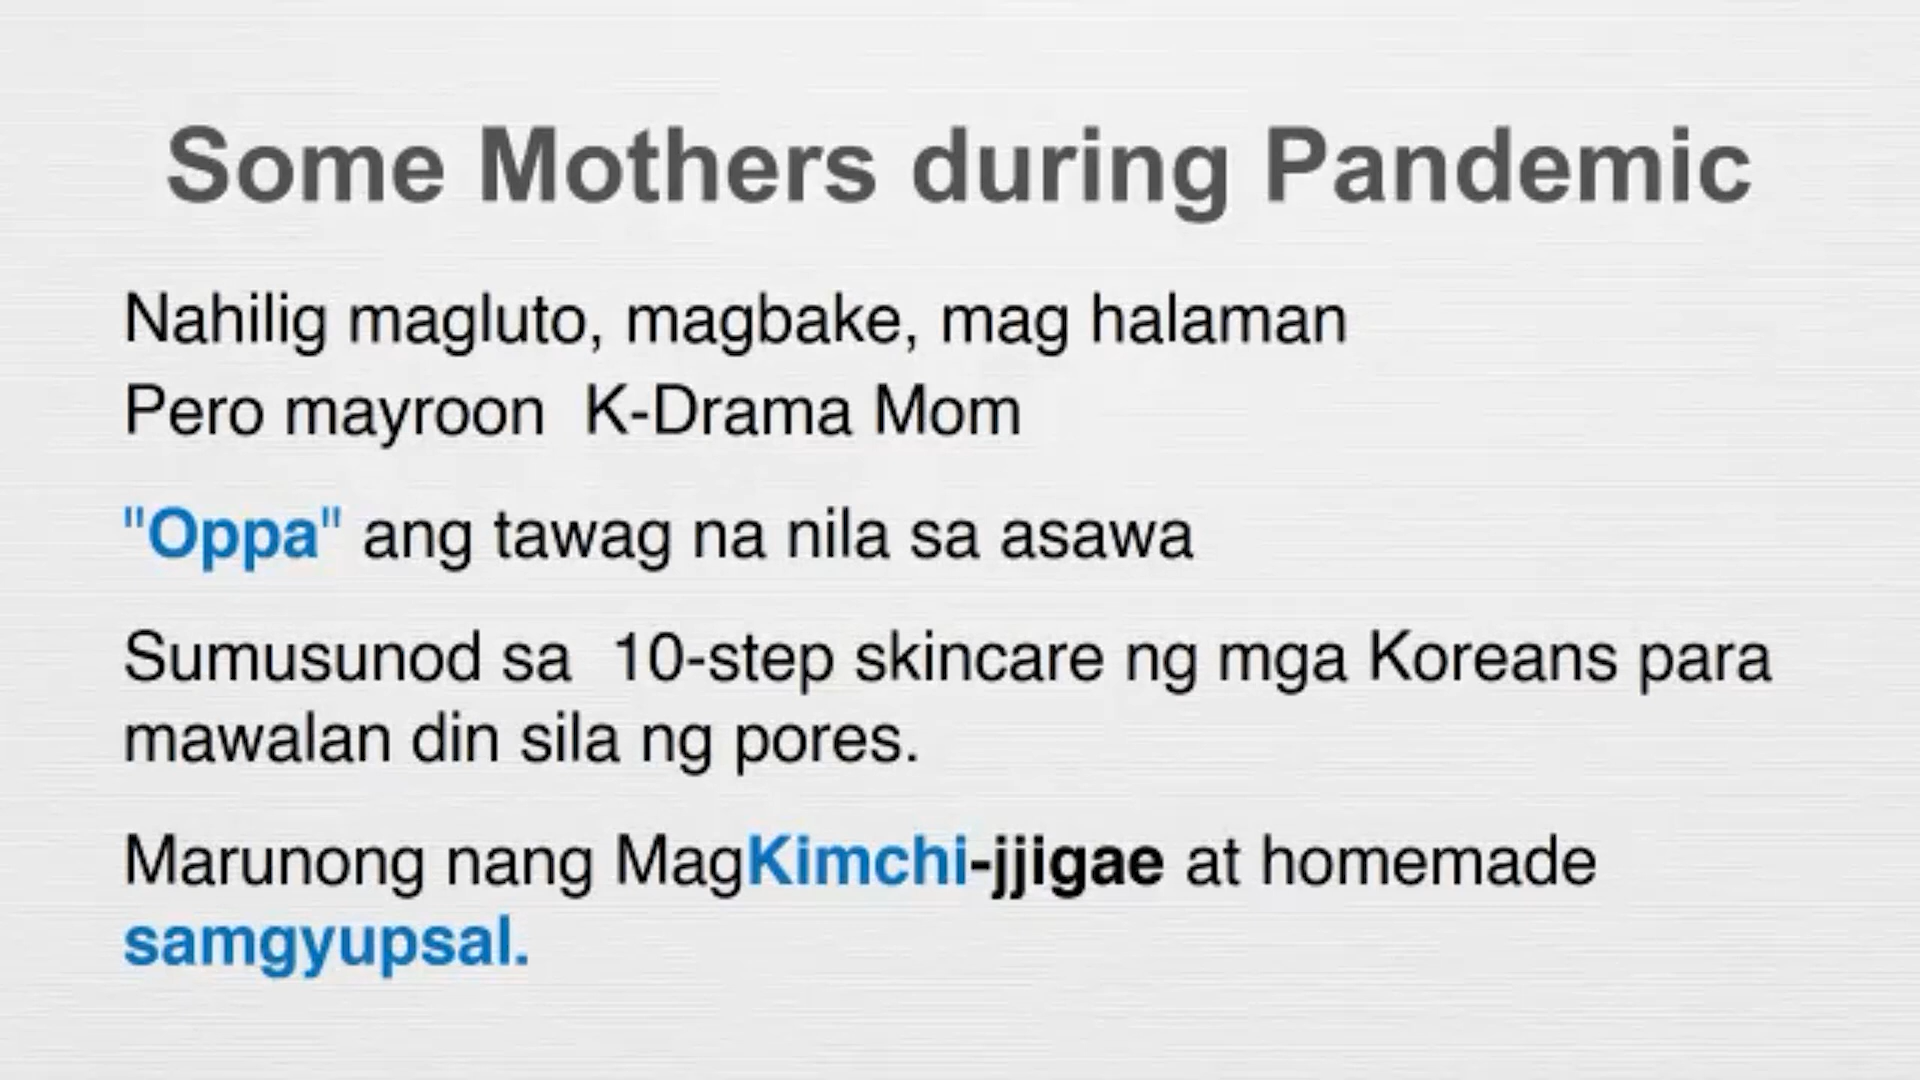 Some Mothers during Pandemic
Nahilig magluto, magbake, mag halaman
Pero mayroon  K-Drama Mom
"Oppa" ang tawag na nila sa asawa
Sumusunod sa  10-step skincare ng mga Koreans para
mawalan din sila ng pores.
Marunong nang MagKimchi-jjigae at homemade
samgyupsal.